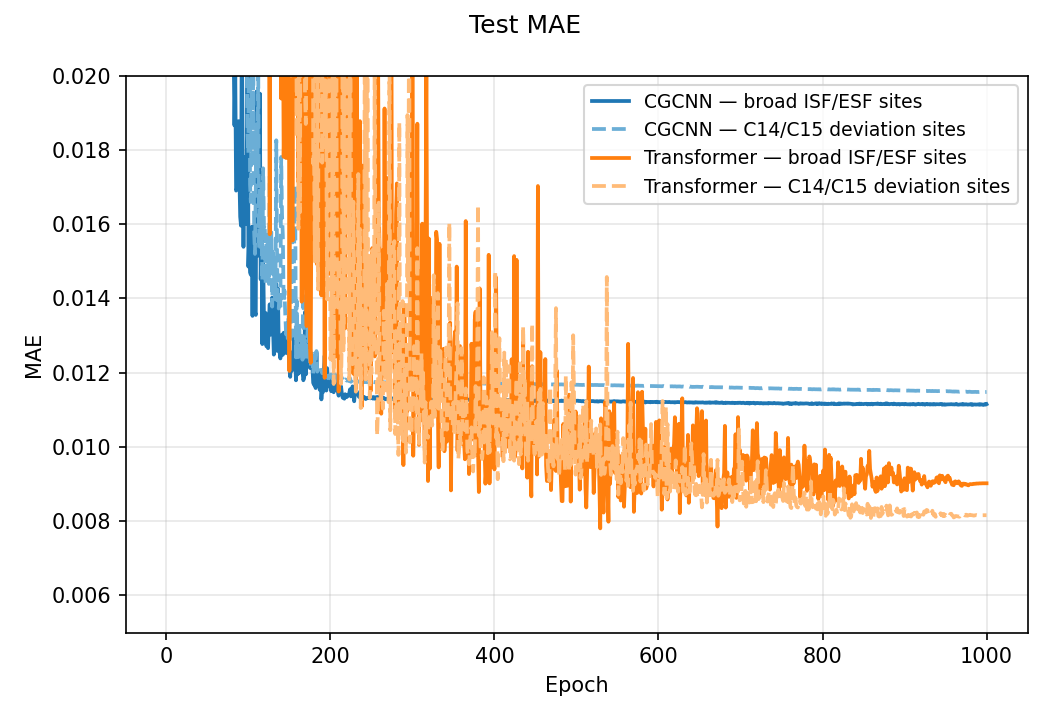 Test MAE
0.020
0.018
0.016
0.014
0.012
0.010
0.008
0.006
MAE
CGCNN — broad ISF/ESF sites
CGCNN — C14/C15 deviation sites
Transformer — broad ISF/ESF sites
Transformer — C14/C15 deviation sites
0
200
400
600
800
1000
Epoch